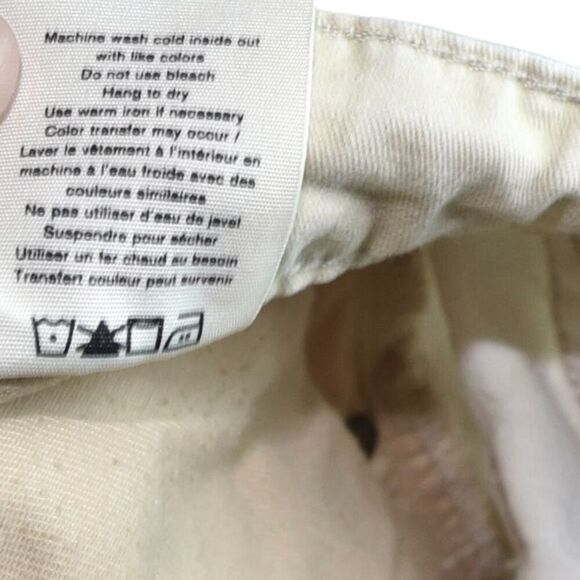 Machine wash cold inside out
with like colors
Do not use bleach
Hang to dry
Use warm iron if necessary
Color transfer may occur /
Laver le vêtement à l'intérieur en
machine à l'eau froide avec des
couleurs similaires
Ne pas utiliser d'eau de javel
Suspendre pour sécher
Utiliser un fer chaud au besoin
Transfert couleur peut survenir